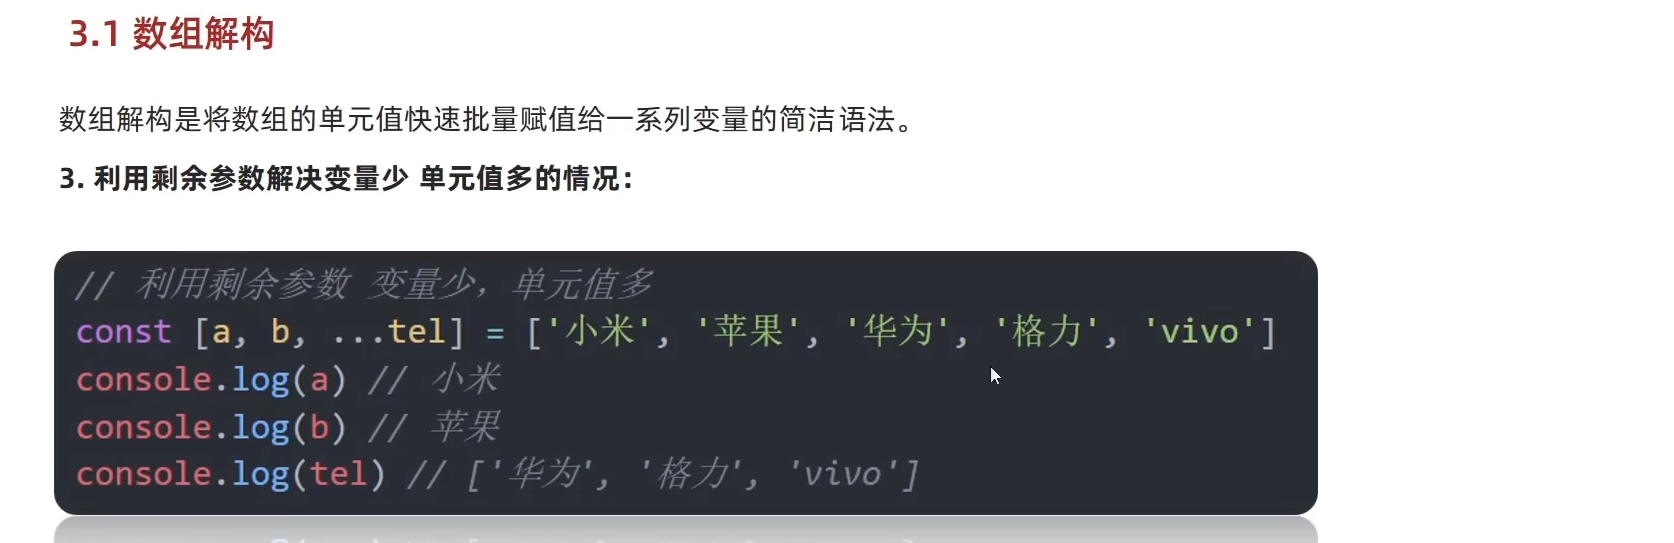 3.1 数组解构
数组解构是将数组的单元值快速批量赋值给一系列变量的简洁语法。
3. 利用剩余参数解决变量少 单元值多的情况：
// 利用剩余参数 变量少，单元值多
const [a, b, ...tel] = ['小米', '苹果', '华为', '格力', 'vivo']
console.log(a) // 小米
console.log(b) // 苹果
console.log(tel) // ['华为', '格力', 'vivo']